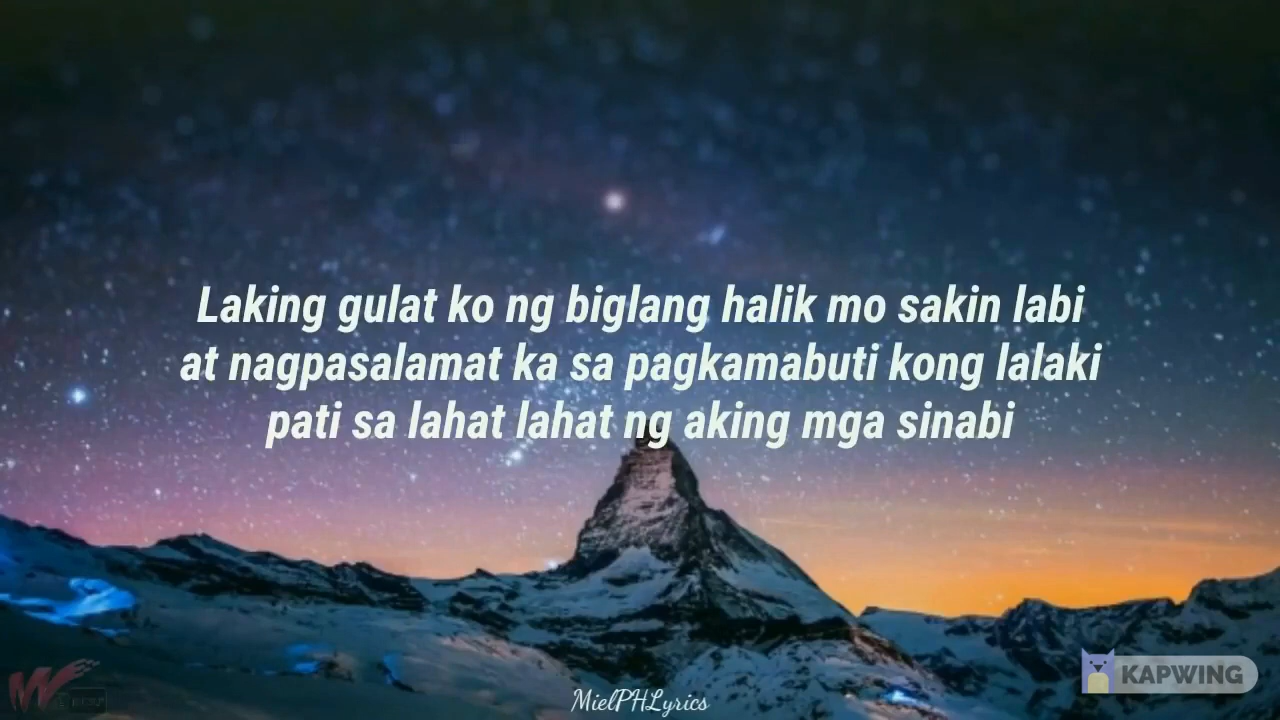 Laking gulat ko ng biglang halik mo sakin labi
at nagpasalamat ka sa pagkamabuti kong lalaki
pati sa lahat lahat ng aking mga sinabi
MielPHLyrics
KAPWING